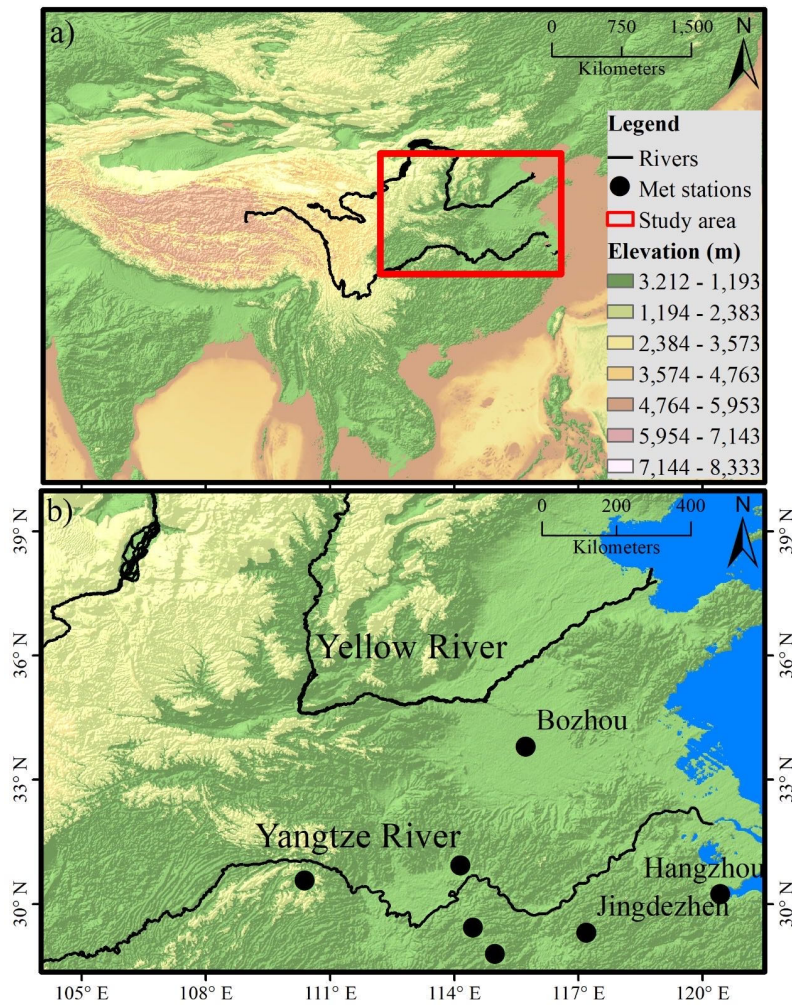 a)
0 750 1,500
Kilometers
N
Legend
Rivers
Met stations
Study area
Elevation (m)
3.212 - 1,193
1,194 - 2,383
2,384 - 3,573
3,574 - 4,763
4,764 - 5,953
5,954 - 7,143
7,144 - 8,333
b)
0 200 400
Kilometers
N
39° N
36° N
33° N
30° N
39° N
36° N
33° N
30° N
Yellow River
Bozhou
Yangtze River
Hangzhou
Jingdezhen
105° E 108° E 111° E 114° E 117° E 120° E